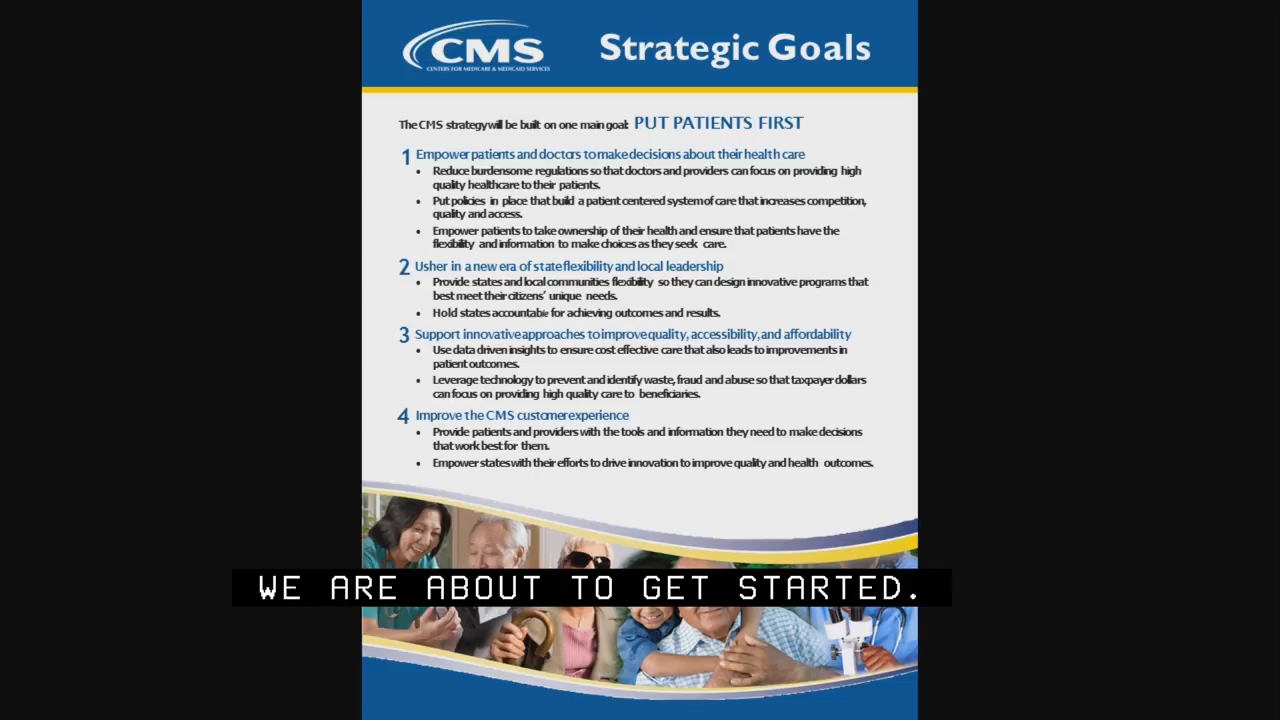 CMS
CENTERS FOR MEDICARE & MEDICAID SERVICES
Strategic Goals
The CMS strategy will be built on one main goal: PUT PATIENTS FIRST
1 Empower patients and doctors to make decisions about their health care
• Reduce burdensome regulations so that doctors and providers can focus on providing high
quality healthcare to their patients.
• Put policies in place that build a patient centered system of care that increases competition,
quality and access.
• Empower patients to take ownership of their health and ensure that patients have the
flexibility and information to make choices as they seek care.
2 Usher in a new era of state flexibility and local leadership
• Provide states and local communities flexibility so they can design innovative programs that
best meet their citizens' unique needs.
• Hold states accountable for achieving outcomes and results.
3 Support innovative approaches to improve quality, accessibility, and affordability
• Use data driven insights to ensure cost effective care that also leads to improvements in
patient outcomes.
• Leverage technology to prevent and identify waste, fraud and abuse so that taxpayer dollars
can focus on providing high quality care to beneficiaries.
4 Improve the CMS customer experience
• Provide patients and providers with the tools and information they need to make decisions
that work best for them.
• Empower states with their efforts to drive innovation to improve quality and health outcomes.
WE ARE ABOUT TO GET STARTED.